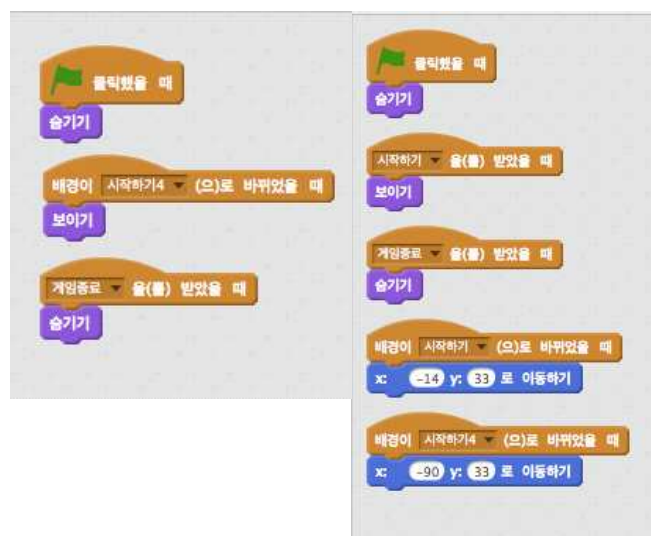 클릭했을 때
숨기기
배경이 시작하기4 (으)로 바뀌었을 때
보이기
게임종료 을(를) 받았을 때
숨기기
클릭했을 때
숨기기
시작하기 을(를) 받았을 때
보이기
게임종료 을(를) 받았을 때
숨기기
배경이 시작하기 (으)로 바뀌었을 때
x: -14 y: 33 로 이동하기
배경이 시작하기4 (으)로 바뀌었을 때
x: -90 y: 33 로 이동하기